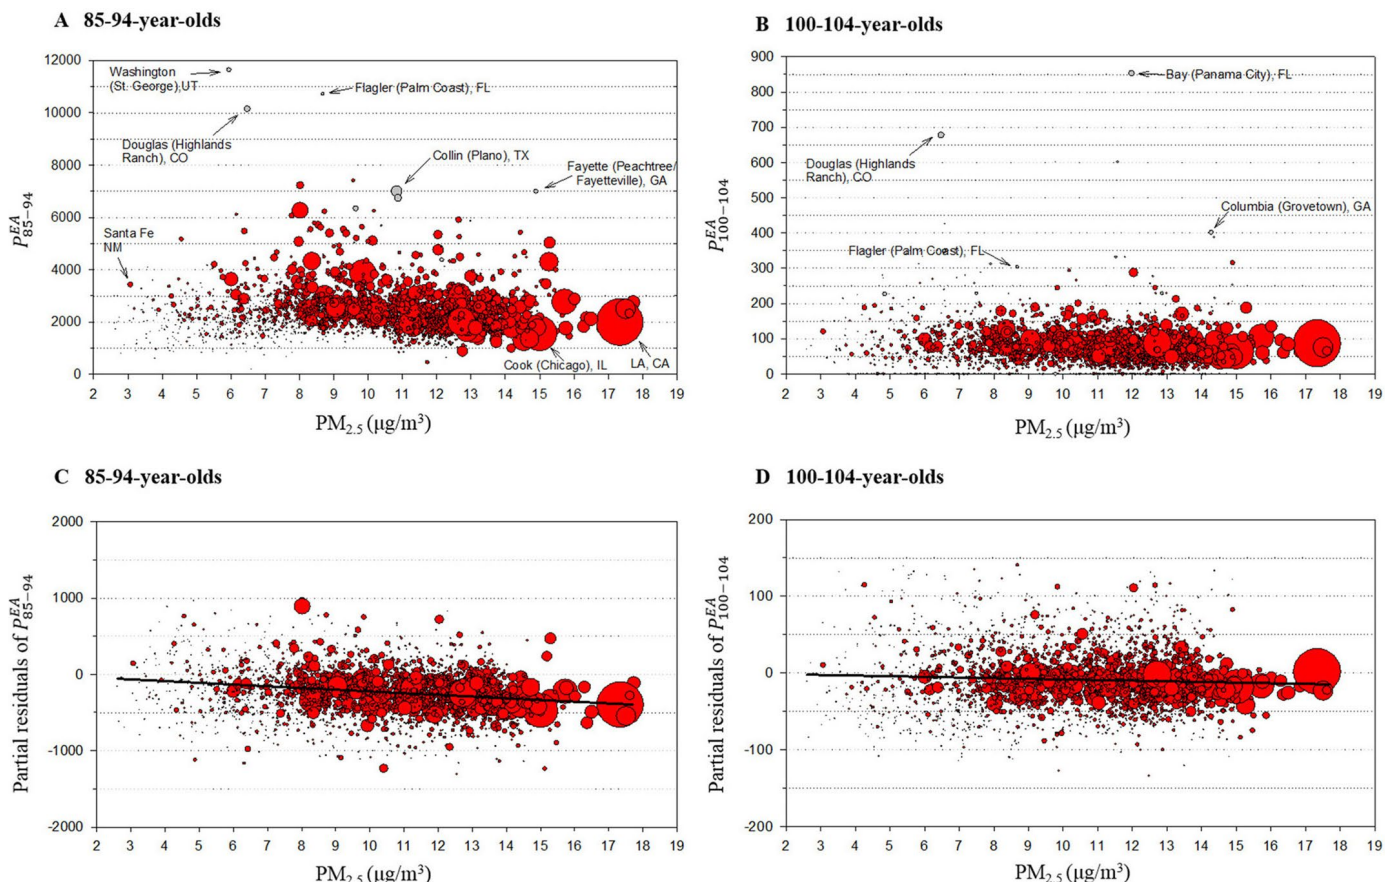 A 85-94-year-olds
12000
10000
8000
6000
4000
2000
0
P^{EA}_{85-94}
Washington
(St. George),UT
Flagler (Palm Coast), FL
Douglas (Highlands
Ranch), CO
Collin (Plano), TX
Fayette (Peachtree/
Fayetteville), GA
Santa Fe
NM
Cook (Chicago), IL
LA, CA
2 3 4 5 6 7 8 9 10 11 12 13 14 15 16 17 18 19
PM2.5 (μg/m³)
B 100-104-year-olds
900
800
700
600
500
400
300
200
100
0
P^{EA}_{100-104}
Bay (Panama City), FL
Douglas (Highlands
Ranch), CO
Columbia (Grovetown), GA
Flagler (Palm Coast), FL
2 3 4 5 6 7 8 9 10 11 12 13 14 15 16 17 18 19
PM2.5 (μg/m³)
C 85-94-year-olds
2000
1000
0
-1000
-2000
Partial residuals of P^{EA}_{85-94}
2 3 4 5 6 7 8 9 10 11 12 13 14 15 16 17 18 19
PM2.5 (μg/m³)
D 100-104-year-olds
200
100
0
-100
-200
Partial residuals of P^{EA}_{100-104}
2 3 4 5 6 7 8 9 10 11 12 13 14 15 16 17 18 19
PM2.5 (μg/m³)